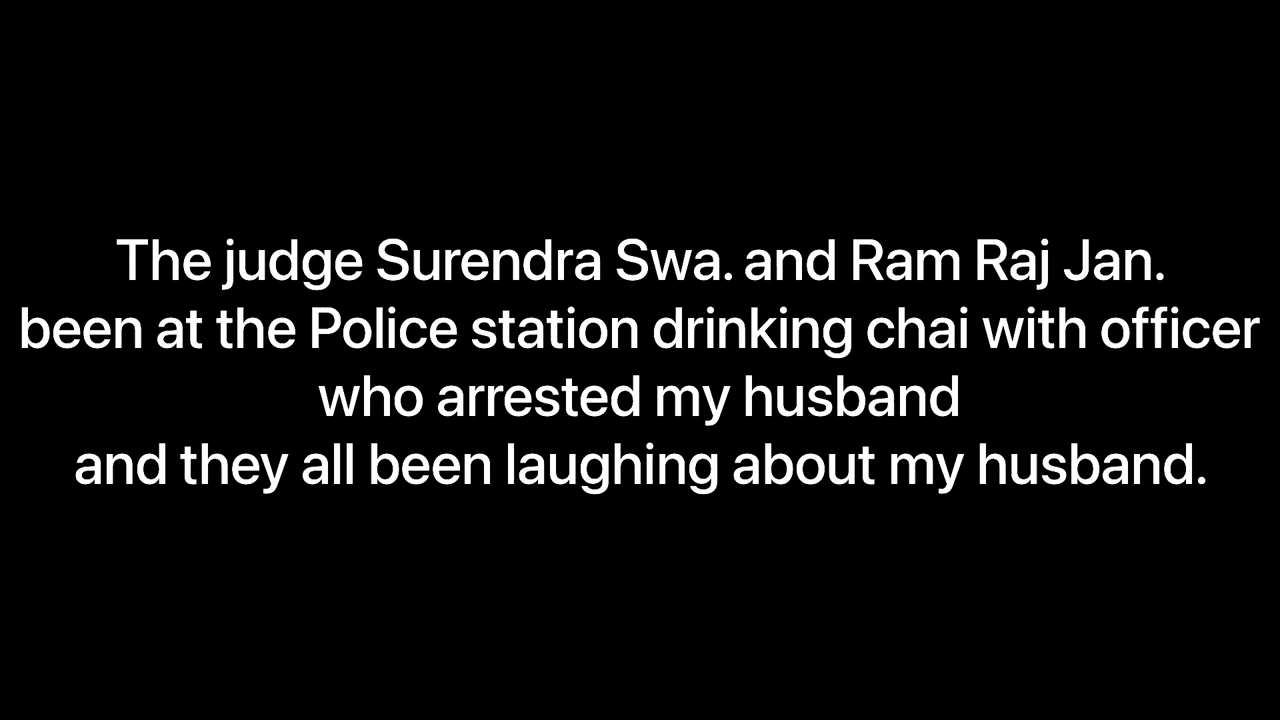 The judge Surendra Swa. and Ram Raj Jan.
been at the Police station drinking chai with officer
who arrested my husband
and they all been laughing about my husband.